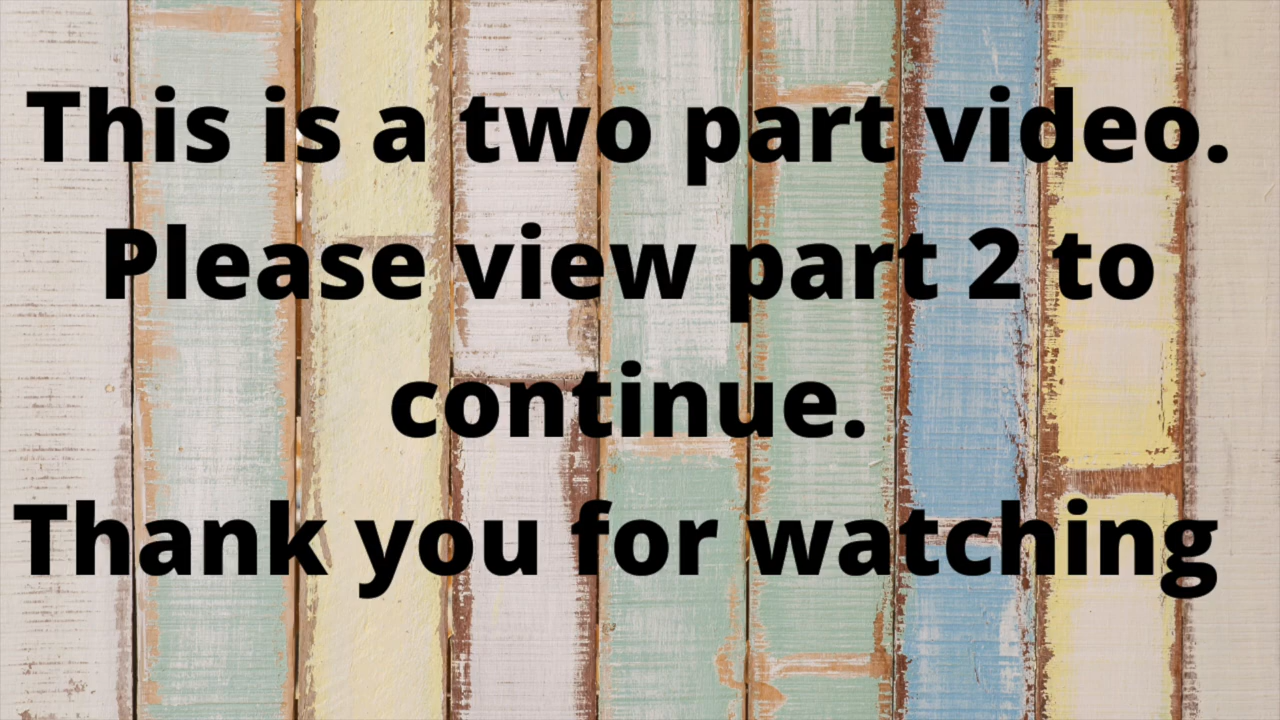 This is a two part video.
Please view part 2 to
continue.
Thank you for watching